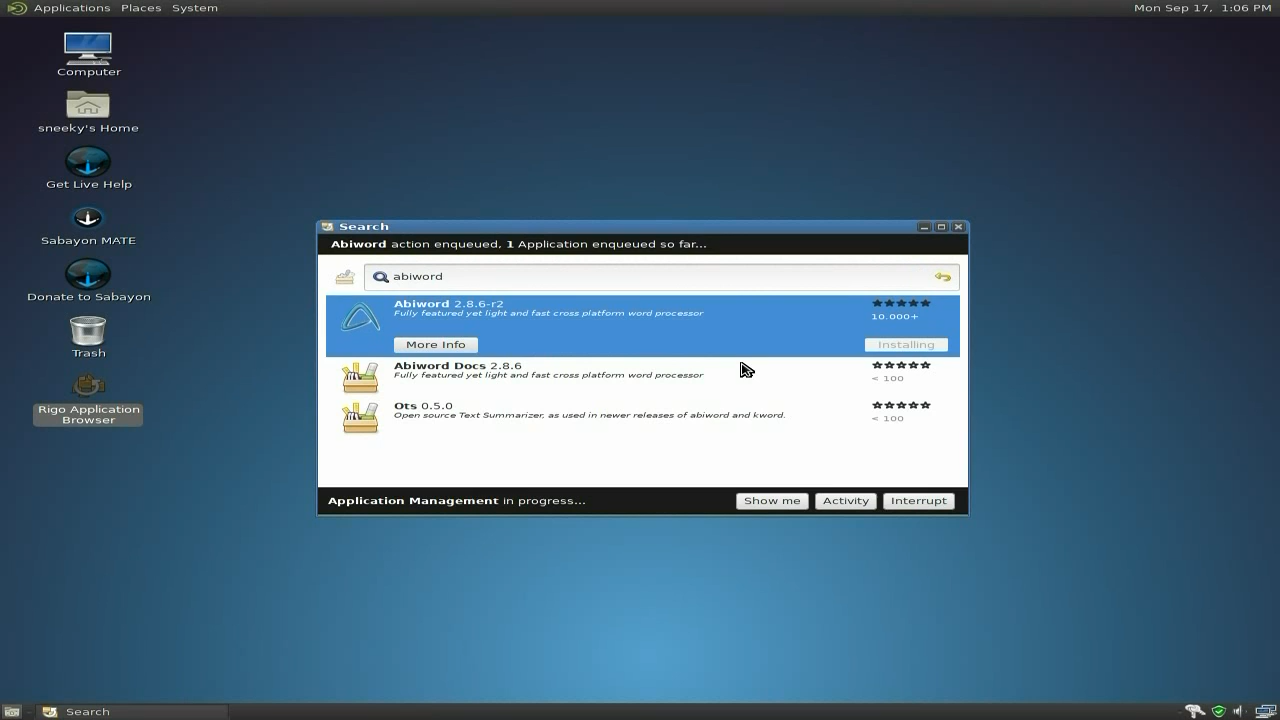 Applications Places System
Mon Sep 17, 1:06 PM
Computer
sneeky's Home
Get Live Help
Sabayon MATE
Donate to Sabayon
Trash
Rigo Application
Browser
Search
Abiword action enqueued, 1 Application enqueued so far...
abiword
Abiword 2.8.6-r2
Fully featured yet light and fast cross platform word processor
10.000+
More Info
Installing
Abiword Docs 2.8.6
Fully featured yet light and fast cross platform word processor
< 100
Ots 0.5.0
Open source Text Summarizer, as used in newer releases of abiword and kword.
< 100
Application Management in progress...
Show me
Activity
Interrupt
Search